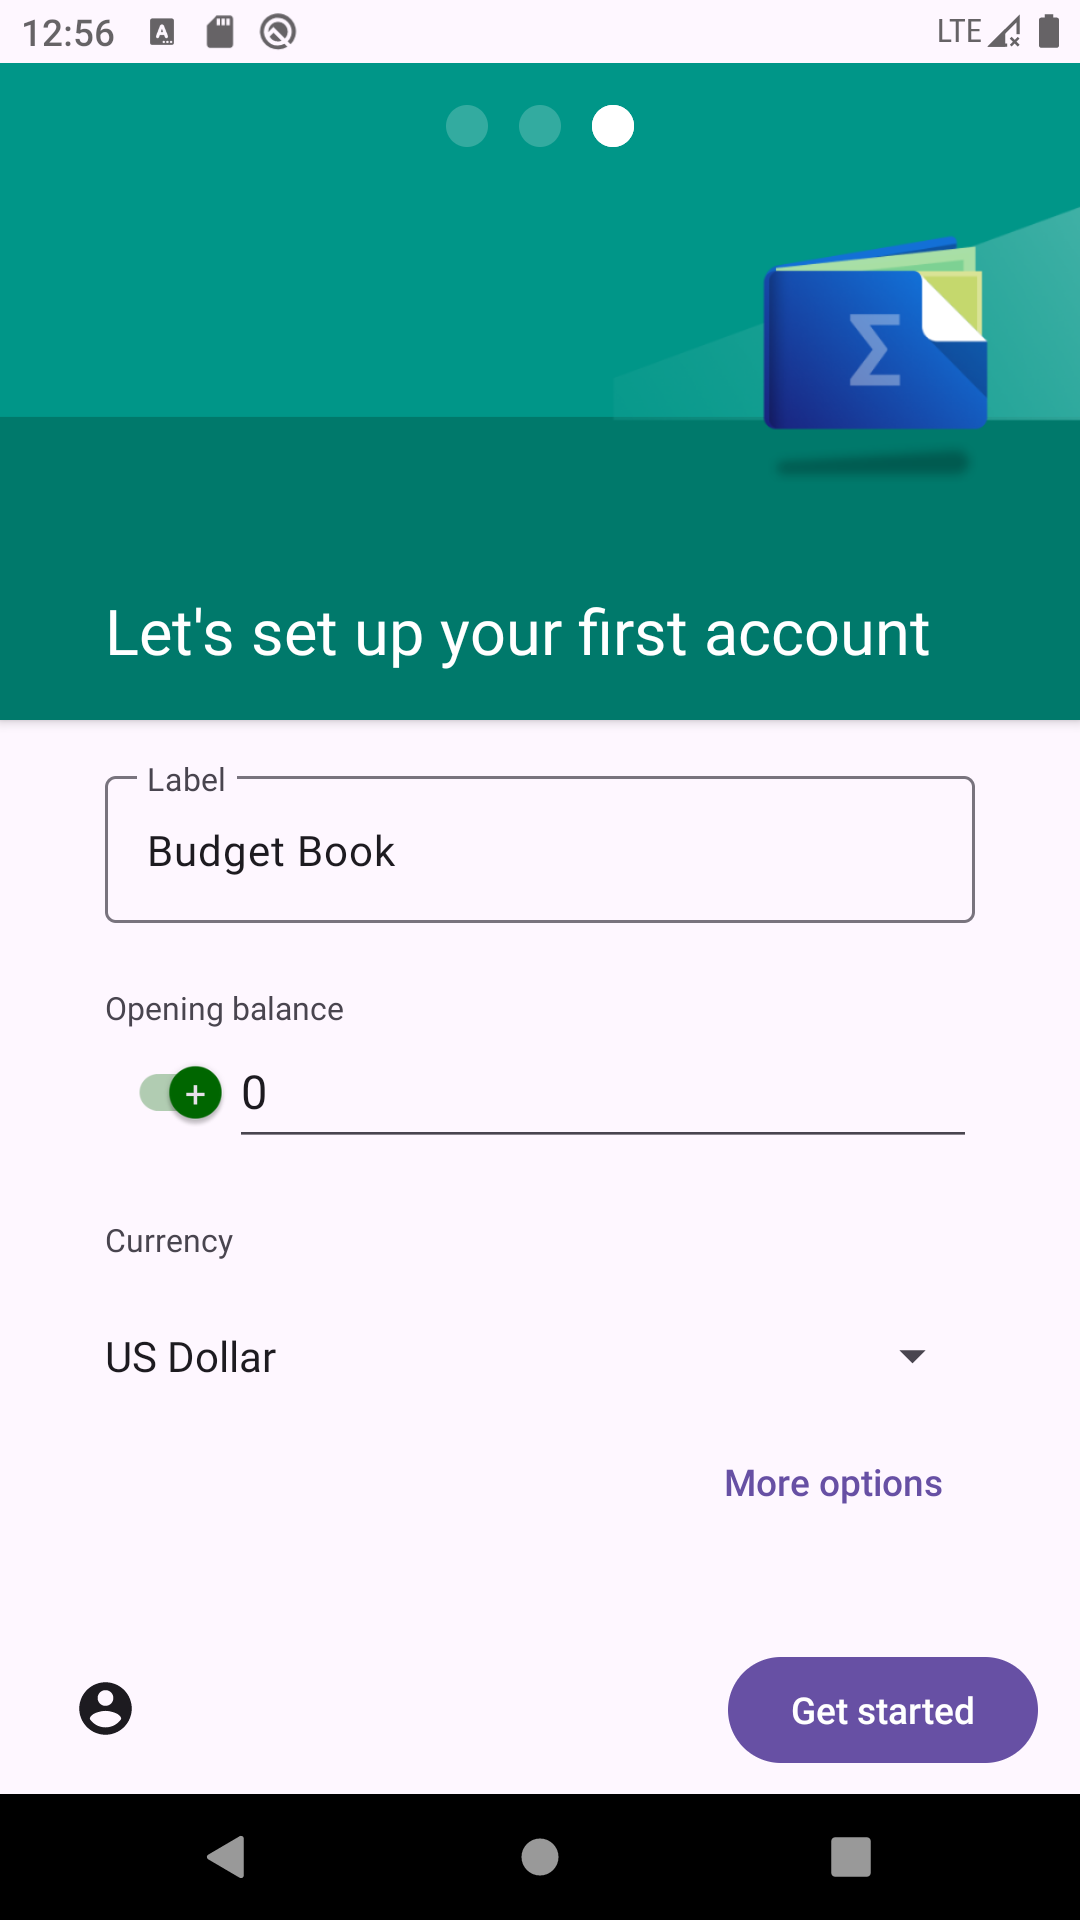 12:56
LTE
Let's set up your first account
Label
Budget Book
Opening balance
+ 0
Currency
US Dollar
More options
Get started